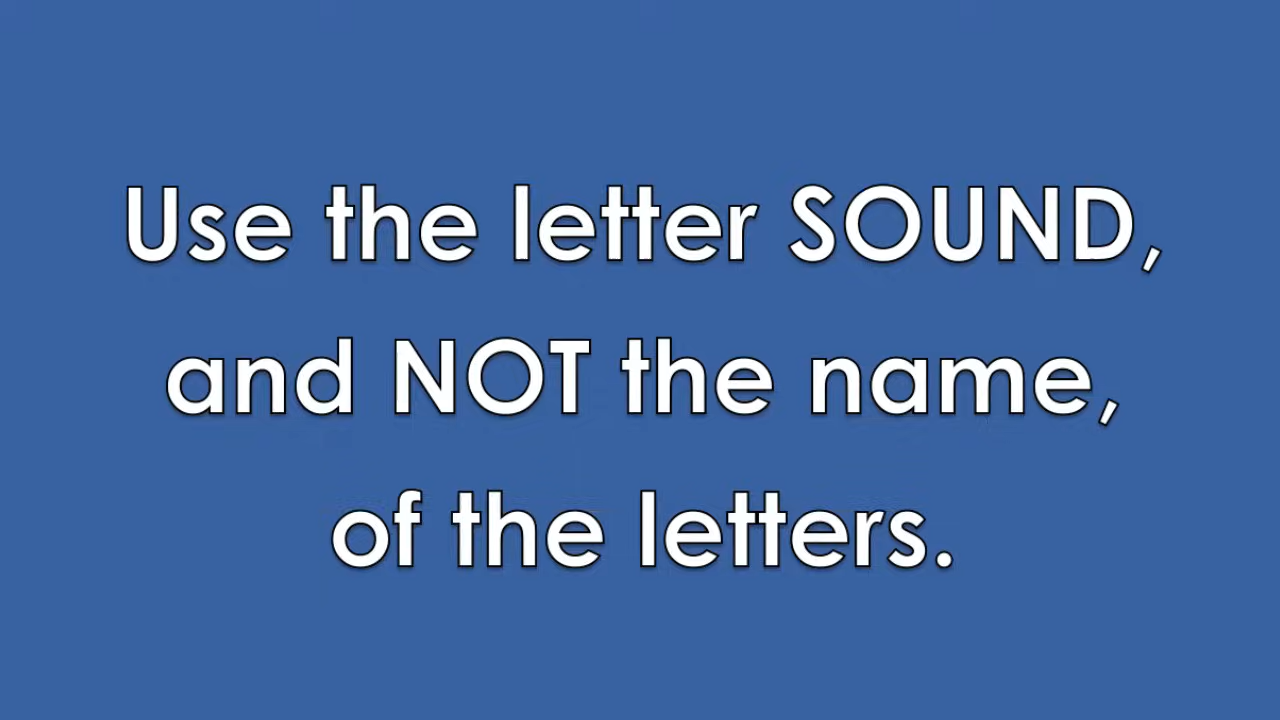 Use the letter SOUND,
and NOT the name,
of the letters.